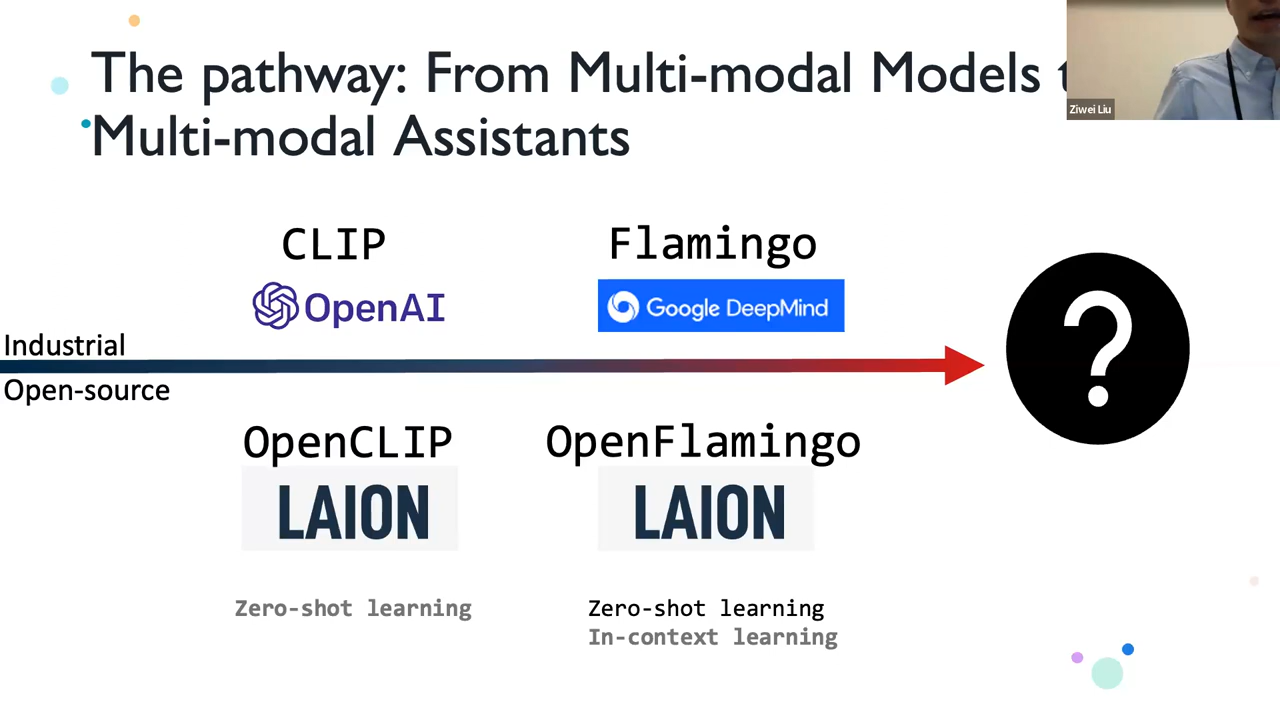 The pathway: From Multi-modal Models
Multi-modal Assistants
Ziwei Liu
CLIP
Flamingo
OpenAI
Google DeepMind
Industrial
Open-source
?
OpenCLIP
OpenFlamingo
LAION
LAION
Zero-shot learning
Zero-shot learning
In-context learning